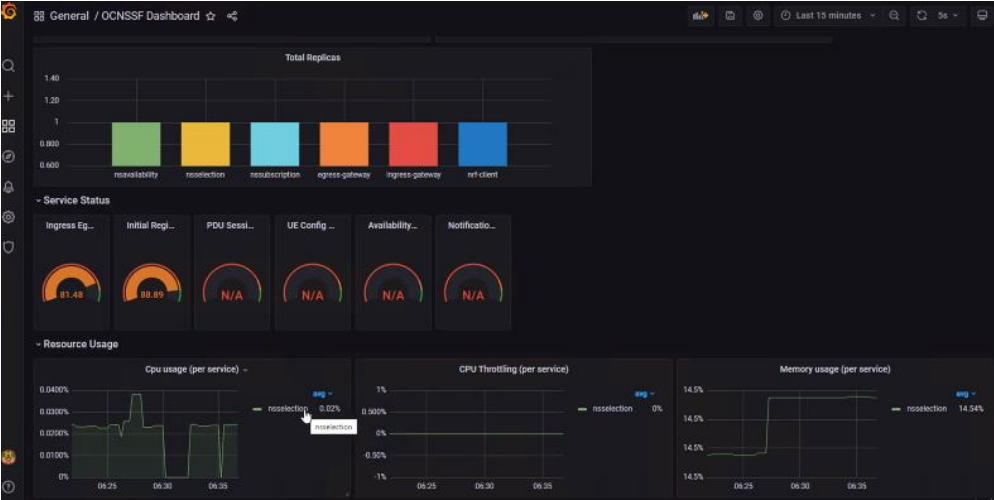 General / OCNSSF Dashboard
Last 15 minutes
5s
Total Replicas
1.40
1.20
1
0.800
0.600
nsavailability nsselection nssubscription egress-gateway ingress-gateway nrf-client
Service Status
Ingress Eg... Initial Regi... PDU Sessi... UE Config ... Availability... Notificatio...
81.48 88.89 N/A N/A N/A N/A
Resource Usage
Cpu usage (per service)
0.0400%
0.0300%
0.0200%
0.0100%
0%
06:25 06:30 06:35
avg
nsselection 0.02%
nsselection
CPU Throttling (per service)
1%
0.500%
0%
-0.50%
-1%
06:25 06:30 06:35
avg
nsselection 0%
Memory usage (per service)
14.5%
14.5%
14.5%
14.5%
06:25 06:30 06:35
avg
nsselection 14.54%